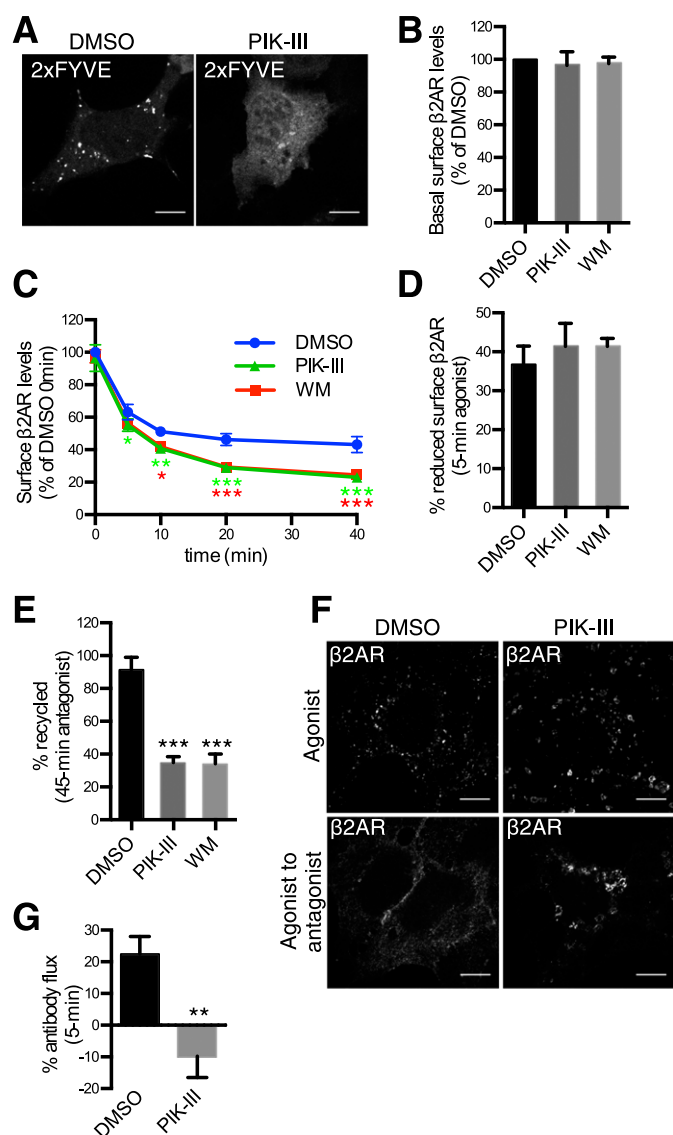 A
DMSO
PIK-III
2xFYVE
2xFYVE
B
Basal surface β2AR levels
(% of DMSO)
120
100
80
60
40
20
0
DMSO
PIK-III
WM
C
Surface β2AR levels
(% of DMSO 0min)
120
100
80
60
40
20
0
DMSO
PIK-III
WM
*
**
*
***
***
***
***
0
10
20
30
40
time (min)
D
% reduced surface β2AR
(5-min agonist)
50
40
30
20
10
0
DMSO
PIK-III
WM
E
% recycled
(45-min antagonist)
120
100
80
60
40
20
0
***
***
DMSO
PIK-III
WM
F
DMSO
PIK-III
Agonist
β2AR
β2AR
Agonist to
antagonist
β2AR
β2AR
G
% antibody flux
(5-min)
30
20
10
0
-10
-20
**
DMSO
PIK-III